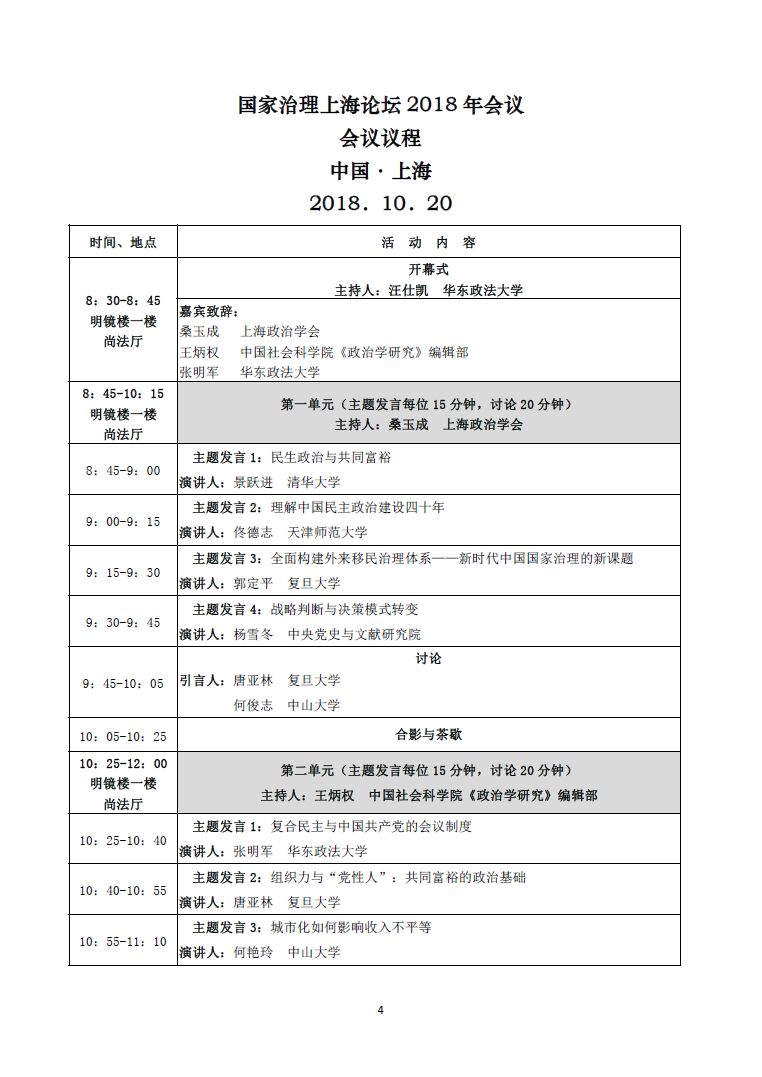 国家治理上海论坛 2018 年会议
会议议程
中国 · 上海
2018. 10. 20
时间、地点 活 动 内 容
8：30-8：45
明镜楼一楼
尚法厅
开幕式
主持人：汪仕凯 华东政法大学
嘉宾致辞：
桑玉成 上海政治学会
王炳权 中国社会科学院《政治学研究》编辑部
张明军 华东政法大学
8：45-10：15
明镜楼一楼
尚法厅
第一单元（主题发言每位 15 分钟，讨论 20 分钟）
主持人：桑玉成 上海政治学会
8：45-9：00
主题发言 1：民生政治与共同富裕
演讲人：景跃进 清华大学
9：00-9：15
主题发言 2：理解中国民主政治建设四十年
演讲人：佟德志 天津师范大学
9：15-9：30
主题发言 3：全面构建外来移民治理体系——新时代中国国家治理的新课题
演讲人：郭定平 复旦大学
9：30-9：45
主题发言 4：战略判断与决策模式转变
演讲人：杨雪冬 中央党史与文献研究院
9：45-10：05
讨论
引言人：唐亚林 复旦大学
何俊志 中山大学
10：05-10：25 合影与茶歇
10：25-12：00
明镜楼一楼
尚法厅
第二单元（主题发言每位 15 分钟，讨论 20 分钟）
主持人：王炳权 中国社会科学院《政治学研究》编辑部
10：25-10：40
主题发言 1：复合民主与中国共产党的会议制度
演讲人：张明军 华东政法大学
10：40-10：55
主题发言 2：组织力与“党性人”：共同富裕的政治基础
演讲人：唐亚林 复旦大学
10：55-11：10
主题发言 3：城市化如何影响收入不平等
演讲人：何艳玲 中山大学
4